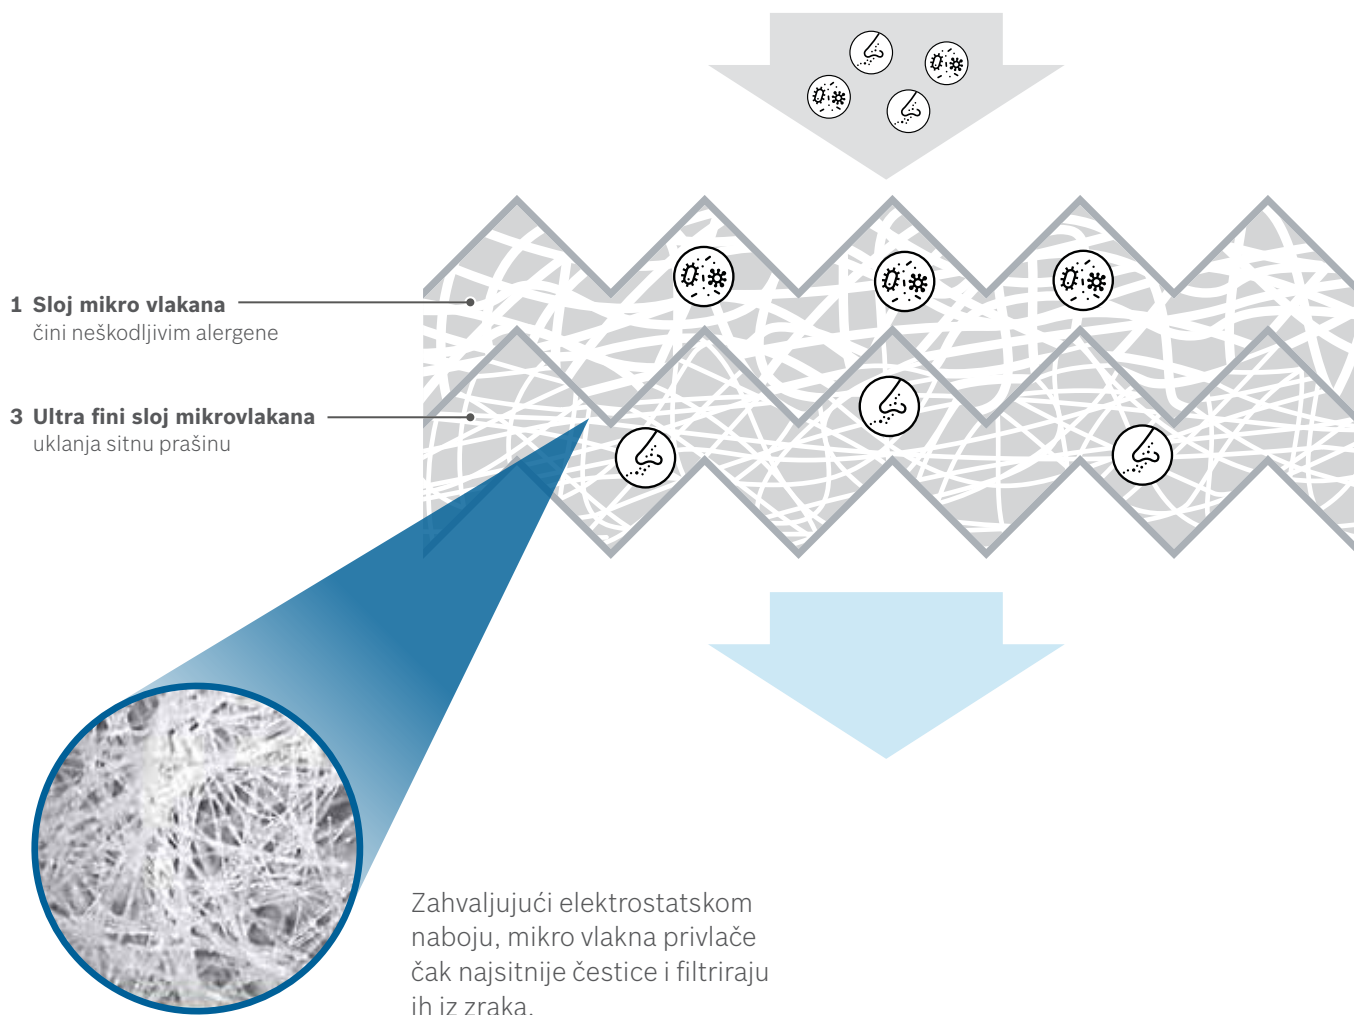 1 Sloj mikro vlakana
čini neškodljivim alergene
3 Ultra fini sloj mikrovlakana
uklanja sitnu prašinu
Zahvaljujući elektrostatskom
naboju, mikro vlakna privlače
čak najsitnije čestice i filtriraju
ih iz zraka.